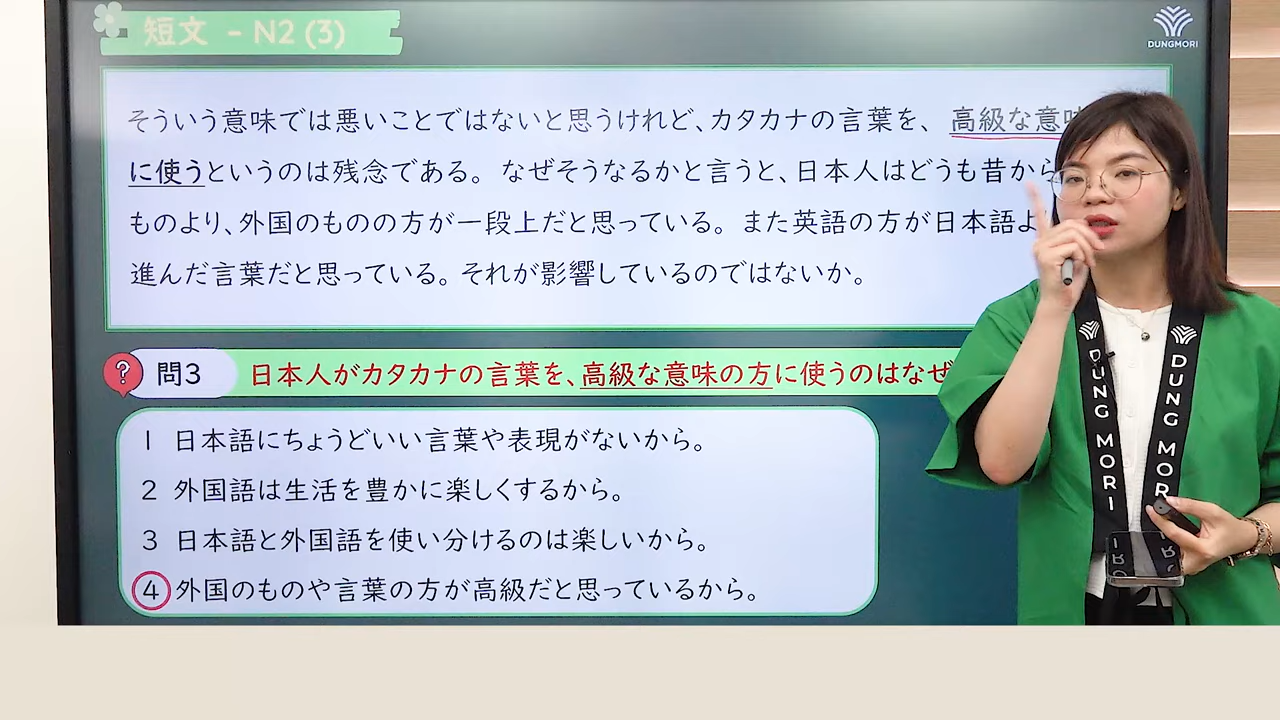 短文 - N2 (3)
DUNGMORI
そういう意味では悪いことではないと思うけれど、カタカナの言葉を、高級な意味
に使うというのは残念である。なぜそうなるかと言うと、日本人はどうも昔から
ものより、外国のものの方が一段上だと思っている。また英語の方が日本語よ
進んだ言葉だと思っている。それが影響しているのではないか。
? 問3 日本人がカタカナの言葉を、高級な意味の方に使うのはなぜ
1 日本語にちょうどいい言葉や表現がないから。
2 外国語は生活を豊かに楽しくするから。
3 日本語と外国語を使い分けるのは楽しいから。
4 外国のものや言葉の方が高級だと思っているから。
DUNG MORI
DUNG MORI